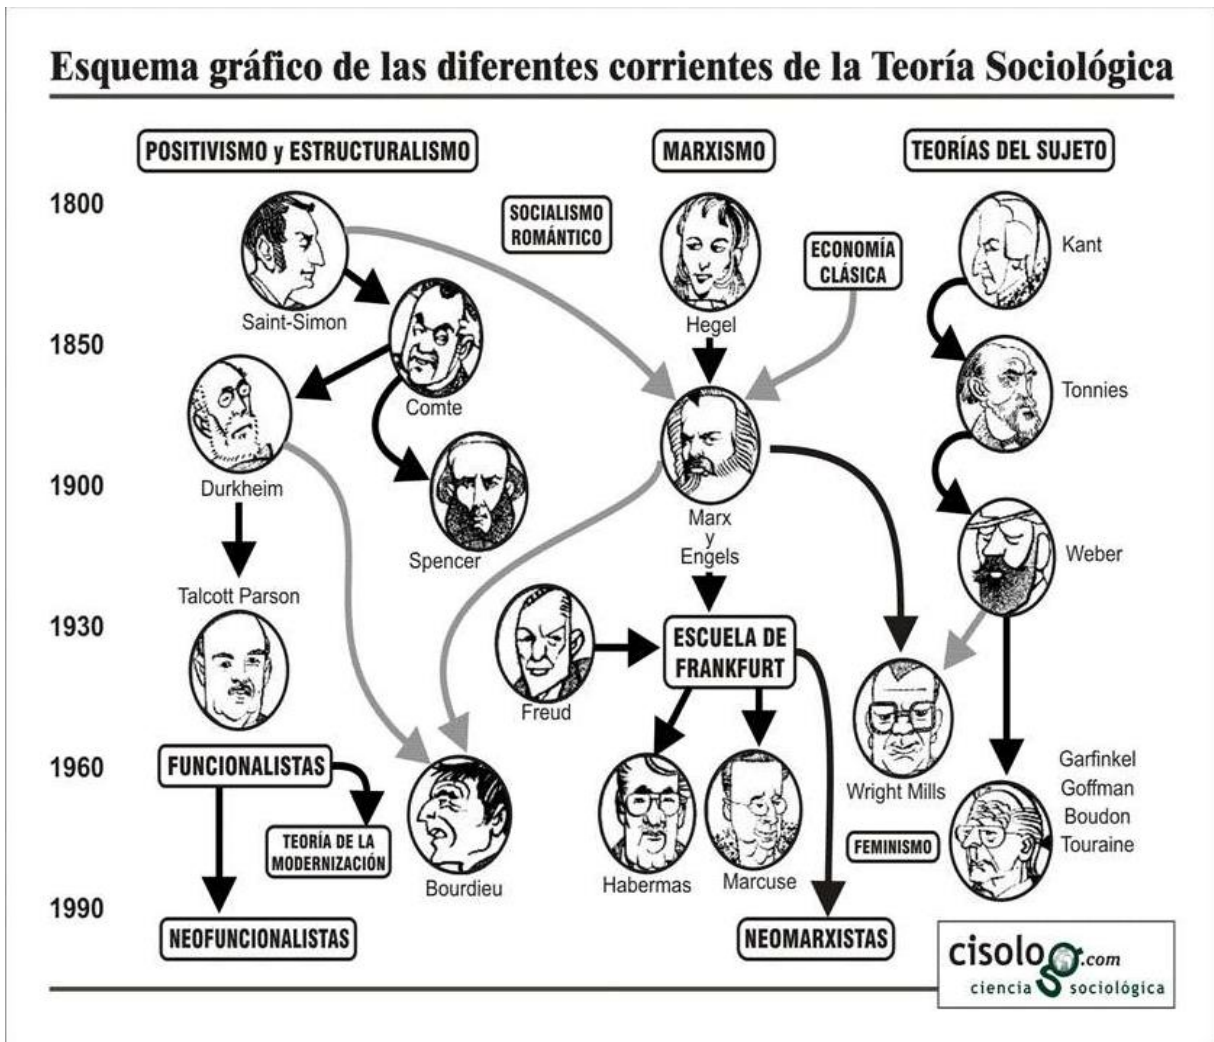 Esquema gráfico de las diferentes corrientes de la Teoría Sociológica
POSITIVISMO y ESTRUCTURALISMO
MARXISMO
TEORÍAS DEL SUJETO
1800
SOCIALISMO
ROMÁNTICO
ECONOMÍA
CLÁSICA
Kant
Saint-Simon
Hegel
1850
Comte
Tonnies
Durkheim
1900
Spencer
Marx
y
Engels
Weber
Talcott Parson
1930
ESCUELA DE
FRANKFURT
Freud
FUNCIONALISTAS
1960
Wright Mills
Garfinkel
Goffman
Boudon
Touraine
TEORÍA DE LA
MODERNIZACIÓN
FEMINISMO
Bourdieu
Habermas
Marcuse
1990
NEOFUNCIONALISTAS
NEOMARXISTAS
cisolog.com
ciencia sociológica